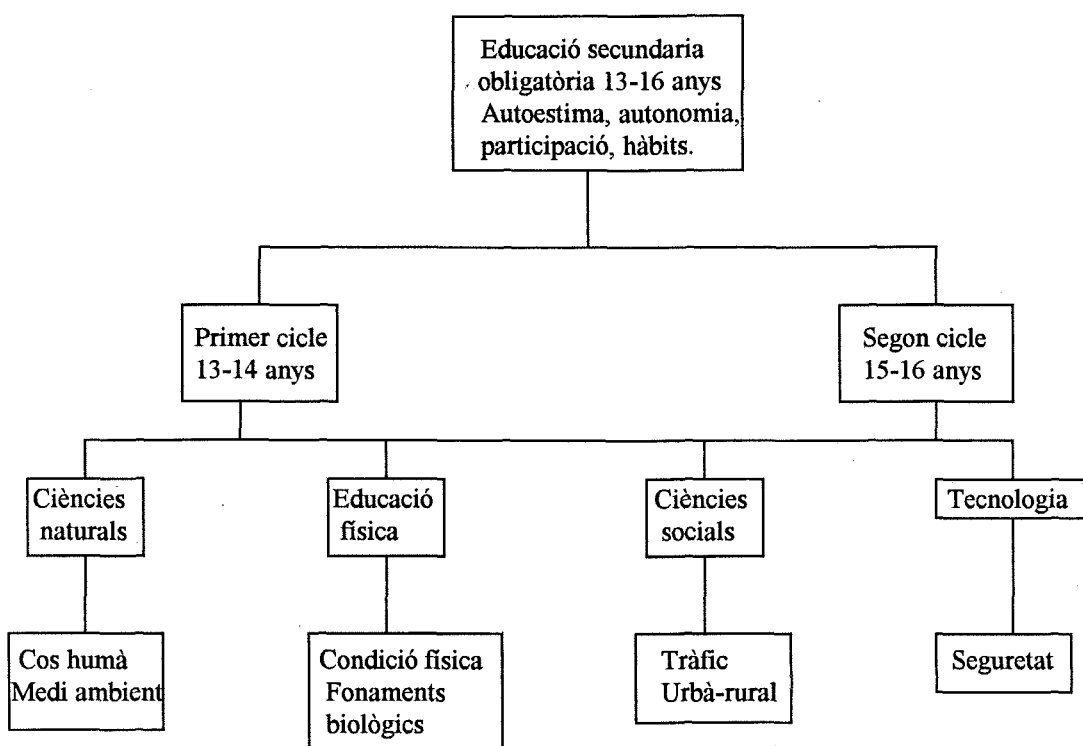 Educació secundaria
obligatòria 13-16 anys
Autoestima, autonomia,
participació, hàbits.
Primer cicle
13-14 anys
Segon cicle
15-16 anys
Ciències
naturals
Educació
física
Ciències
socials
Tecnologia
Cos humà
Medi ambient
Condició física
Fonaments
biològics
Tràfic
Urbà-rural
Seguretat